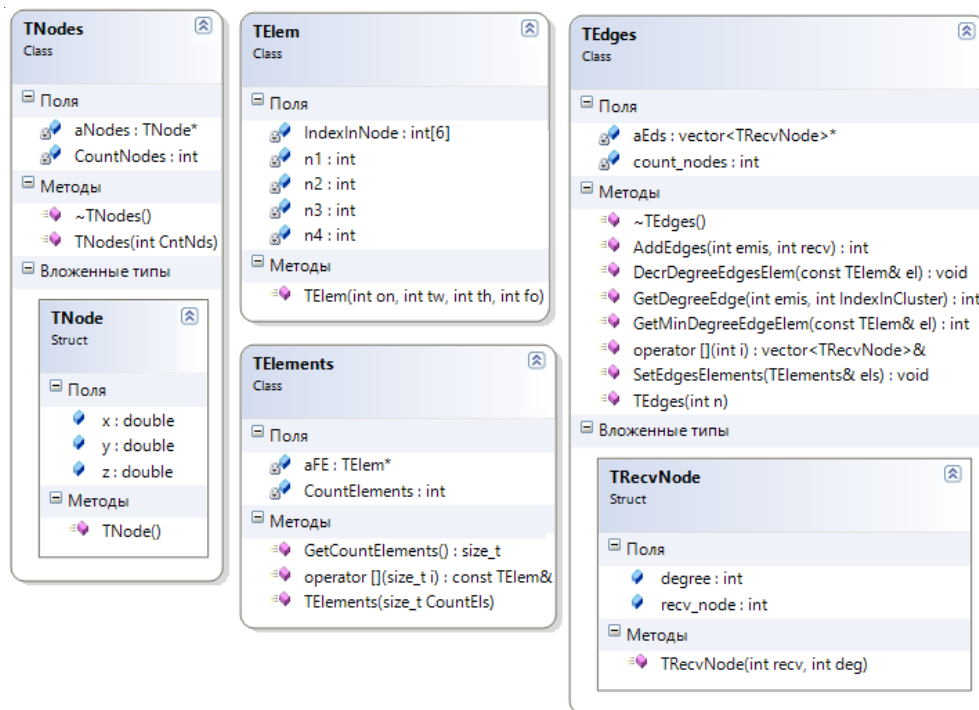 TNodes
Class
Поля
aNodes : TNode*
CountNodes : int
Методы
~TNodes()
TNodes(int CntNds)
Вложенные типы
TNode
Struct
Поля
x : double
y : double
z : double
Методы
TNode()
TElem
Class
Поля
IndexInNode : int[6]
n1 : int
n2 : int
n3 : int
n4 : int
Методы
TElem(int on, int tw, int th, int fo)
TElements
Class
Поля
aFE : TElem*
CountElements : int
Методы
GetCountElements() : size_t
operator [](size_t i) : const TElem&
TElements(size_t CountEls)
TEdges
Class
Поля
aEds : vector<TRecvNode>*
count_nodes : int
Методы
~TEdges()
AddEdges(int emis, int recv) : int
DecrDegreeEdgesElem(const TElem& el) : void
GetDegreeEdge(int emis, int IndexInCluster) : int
GetMinDegreeEdgeElem(const TElem& el) : int
operator [](int i) : vector<TRecvNode>&
SetEdgesElements(TElements& els) : void
TEdges(int n)
Вложенные типы
TRecvNode
Struct
Поля
degree : int
recv_node : int
Методы
TRecvNode(int recv, int deg)